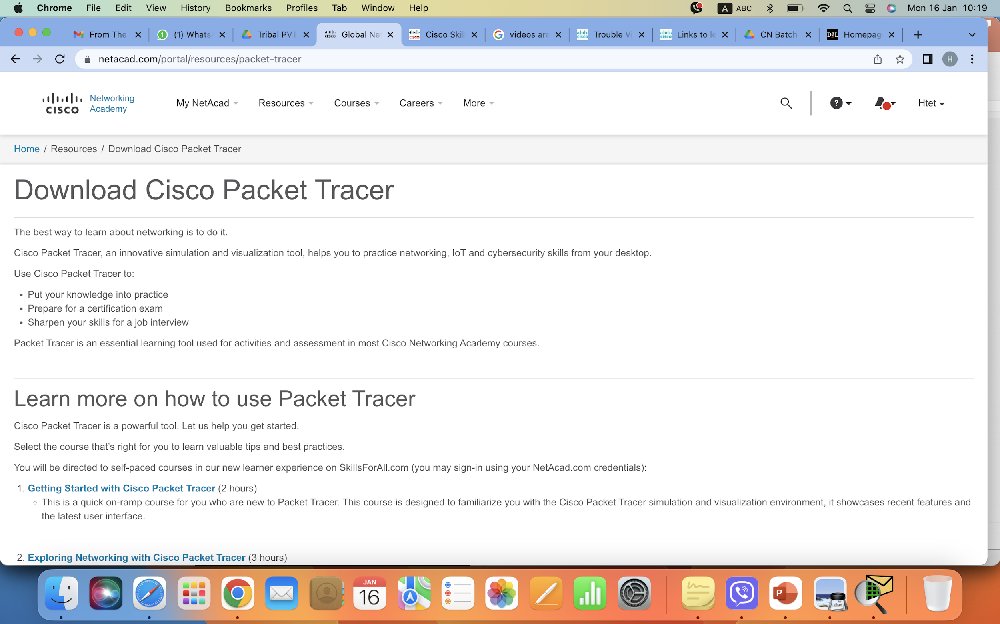 Chrome File Edit View History Bookmarks Profiles Tab Window Help A ABC Mon 16 Jan 10:19
From The (1) Whats Tribal PVT Global Ne Cisco Skil videos are Trouble Vi Links to le CN Batch D2L Homepag
netacad.com/portal/resources/packet-tracer H
CISCO Networking Academy My NetAcad Resources Courses Careers More ? Htet
Home / Resources / Download Cisco Packet Tracer
Download Cisco Packet Tracer
The best way to learn about networking is to do it.
Cisco Packet Tracer, an innovative simulation and visualization tool, helps you to practice networking, IoT and cybersecurity skills from your desktop.
Use Cisco Packet Tracer to:
• Put your knowledge into practice
• Prepare for a certification exam
• Sharpen your skills for a job interview
Packet Tracer is an essential learning tool used for activities and assessment in most Cisco Networking Academy courses.
Learn more on how to use Packet Tracer
Cisco Packet Tracer is a powerful tool. Let us help you get started.
Select the course that’s right for you to learn valuable tips and best practices.
You will be directed to self-paced courses in our new learner experience on SkillsForAll.com (you may sign-in using your NetAcad.com credentials):
1. Getting Started with Cisco Packet Tracer (2 hours)
◦ This is a quick on-ramp course for you who are new to Packet Tracer. This course is designed to familiarize you with the Cisco Packet Tracer simulation and visualization environment, it showcases recent features and
the latest user interface.
2. Exploring Networking with Cisco Packet Tracer (3 hours)
JAN
16
P